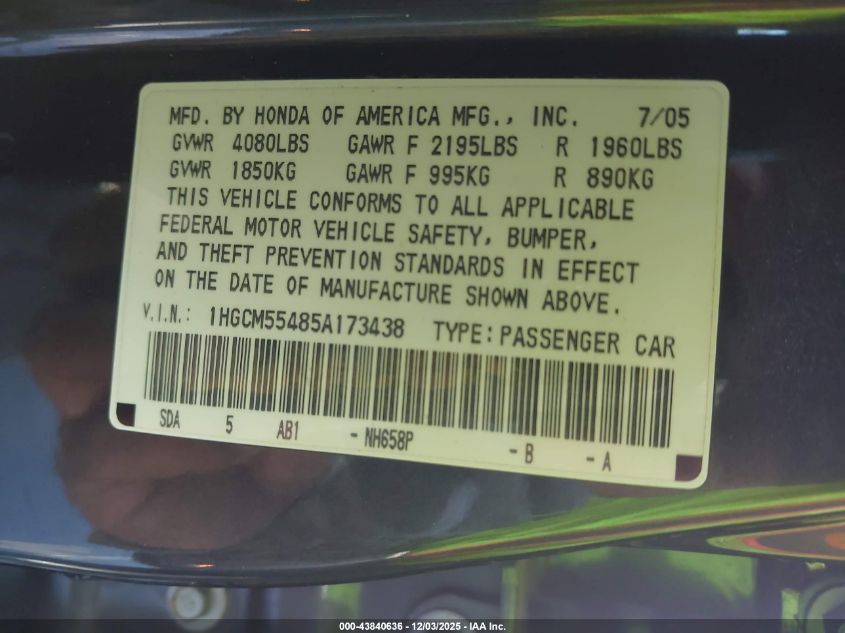 MFD. BY HONDA OF AMERICA MFG., INC. 7/05
GVWR 4080LBS GAWR F 2195LBS R 1960LBS
GVWR 1850KG GAWR F 995KG R 890KG
THIS VEHICLE CONFORMS TO ALL APPLICABLE
FEDERAL MOTOR VEHICLE SAFETY, BUMPER,
AND THEFT PREVENTION STANDARDS IN EFFECT
ON THE DATE OF MANUFACTURE SHOWN ABOVE.
V.I.N.: 1HGCM55485A173438 TYPE: PASSENGER CAR
SDA 5 AB1 - NH658P - B - A
000-43840636 - 12/03/2025 - IAA Inc.